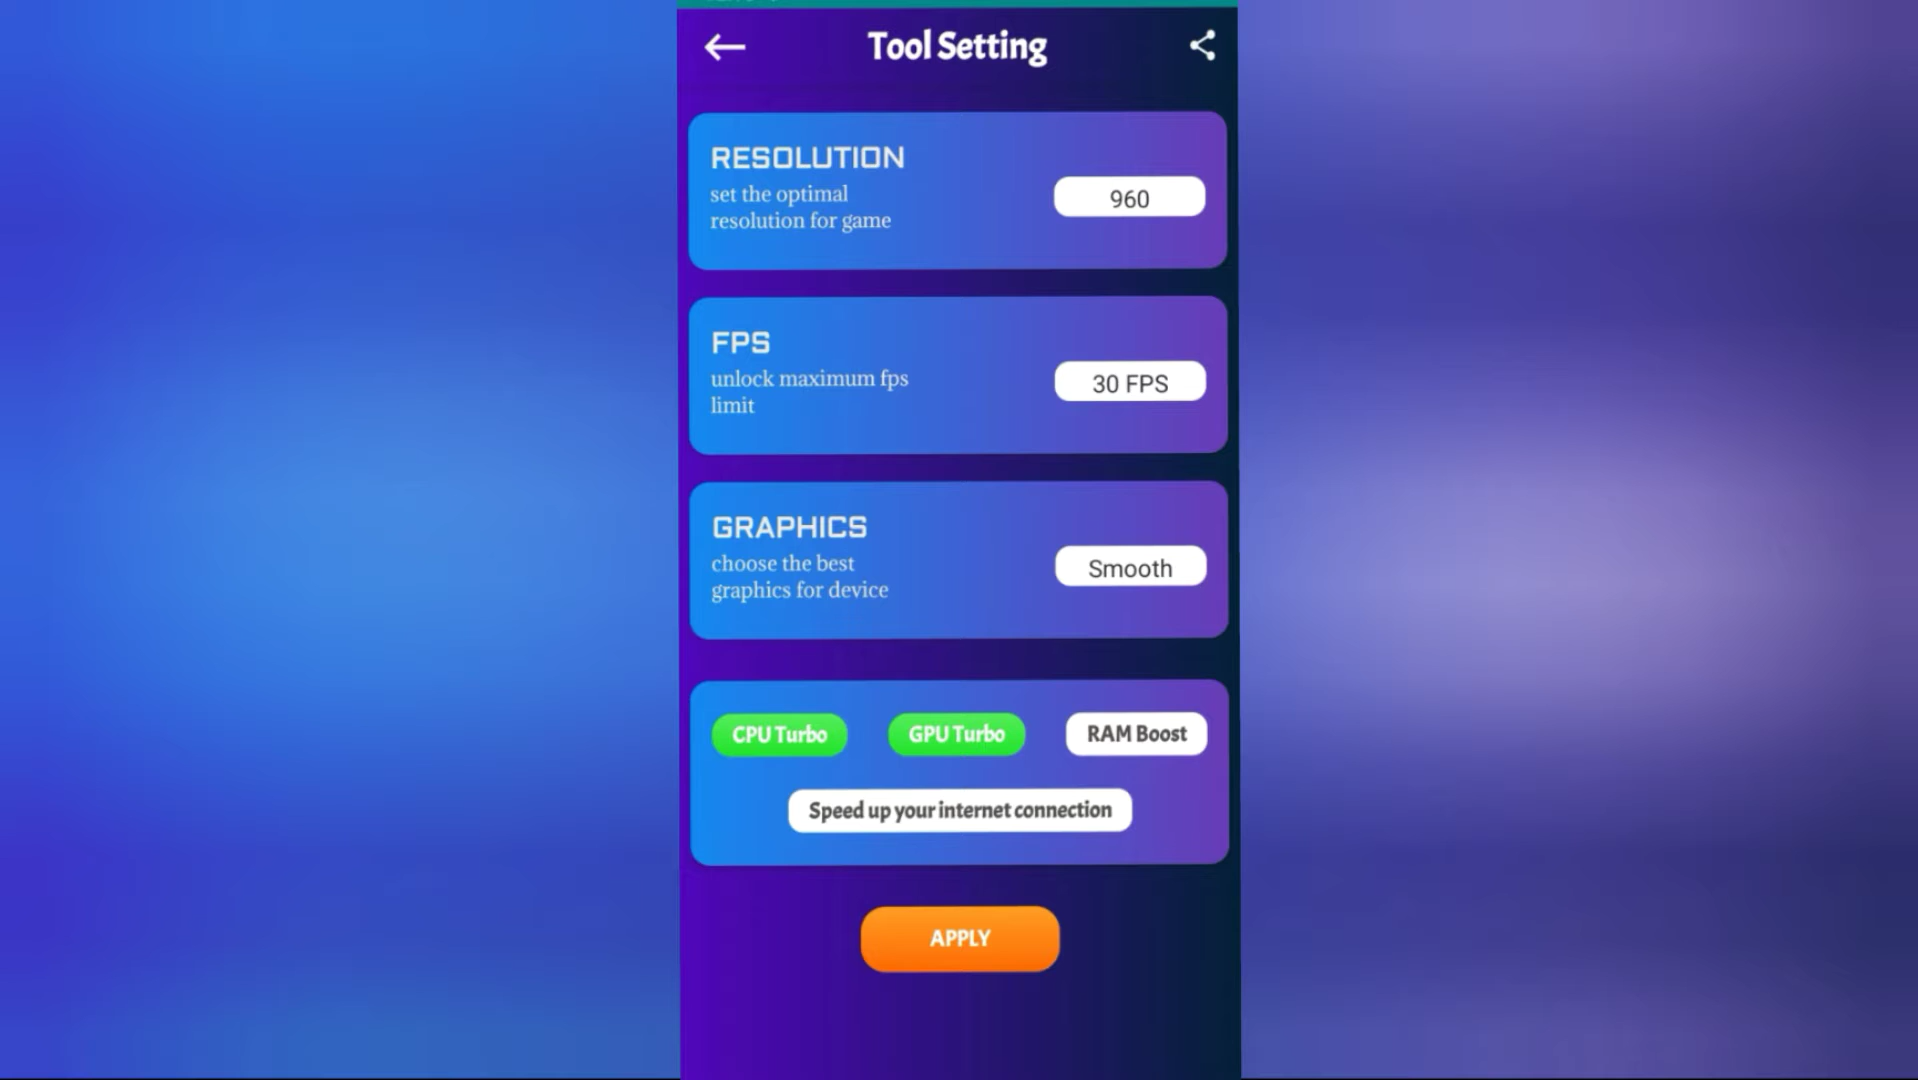 Tool Setting
RESOLUTION
set the optimal
resolution for game
960
FPS
unlock maximum fps
limit
30 FPS
GRAPHICS
choose the best
graphics for device
Smooth
CPU Turbo
GPU Turbo
RAM Boost
Speed up your internet connection
APPLY